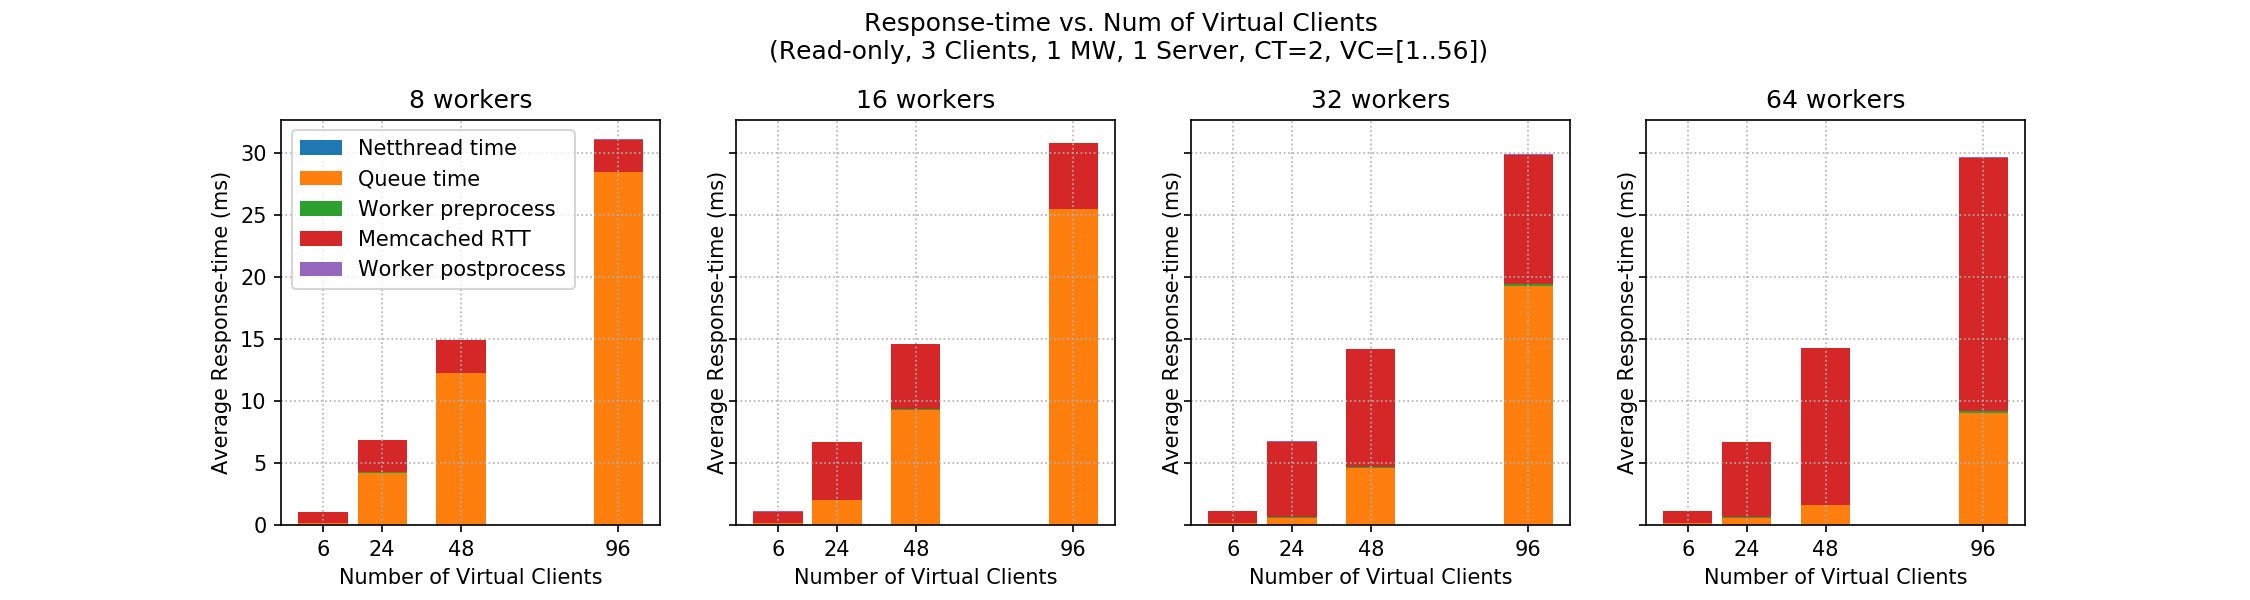 Response-time vs. Num of Virtual Clients
(Read-only, 3 Clients, 1 MW, 1 Server, CT=2, VC=[1..56])
8 workers
Average Response-time (ms)
30
25
20
15
10
5
0
Netthread time
Queue time
Worker preprocess
Memcached RTT
Worker postprocess
6 24 48 96
Number of Virtual Clients
16 workers
Average Response-time (ms)
6 24 48 96
Number of Virtual Clients
32 workers
Average Response-time (ms)
6 24 48 96
Number of Virtual Clients
64 workers
Average Response-time (ms)
6 24 48 96
Number of Virtual Clients